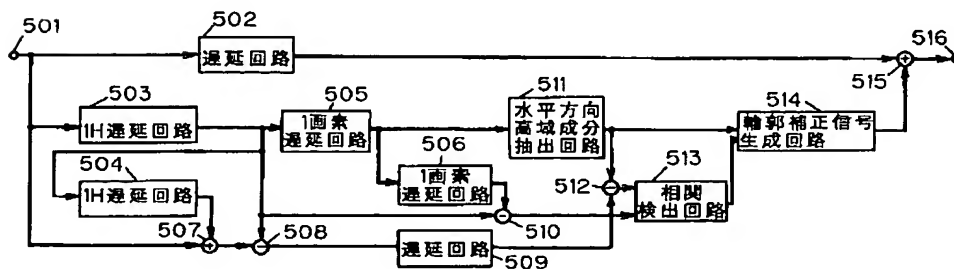 501
502
遅延回路
503
1H遅延回路
504
1H遅延回路
505
1画素
遅延回路
506
1画素
遅延回路
507
508
遅延回路
509
510
511
水平方向
高域成分
抽出回路
512
513
相関
検出回路
514
輪郭補正信号
生成回路
515
516